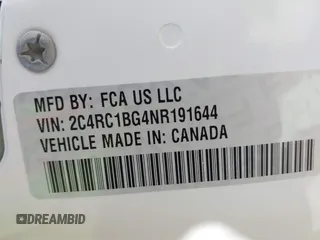 MFD BY: FCA US LLC
VIN: 2C4RC1BG4NR191644
VEHICLE MADE IN: CANADA
DREAMBID